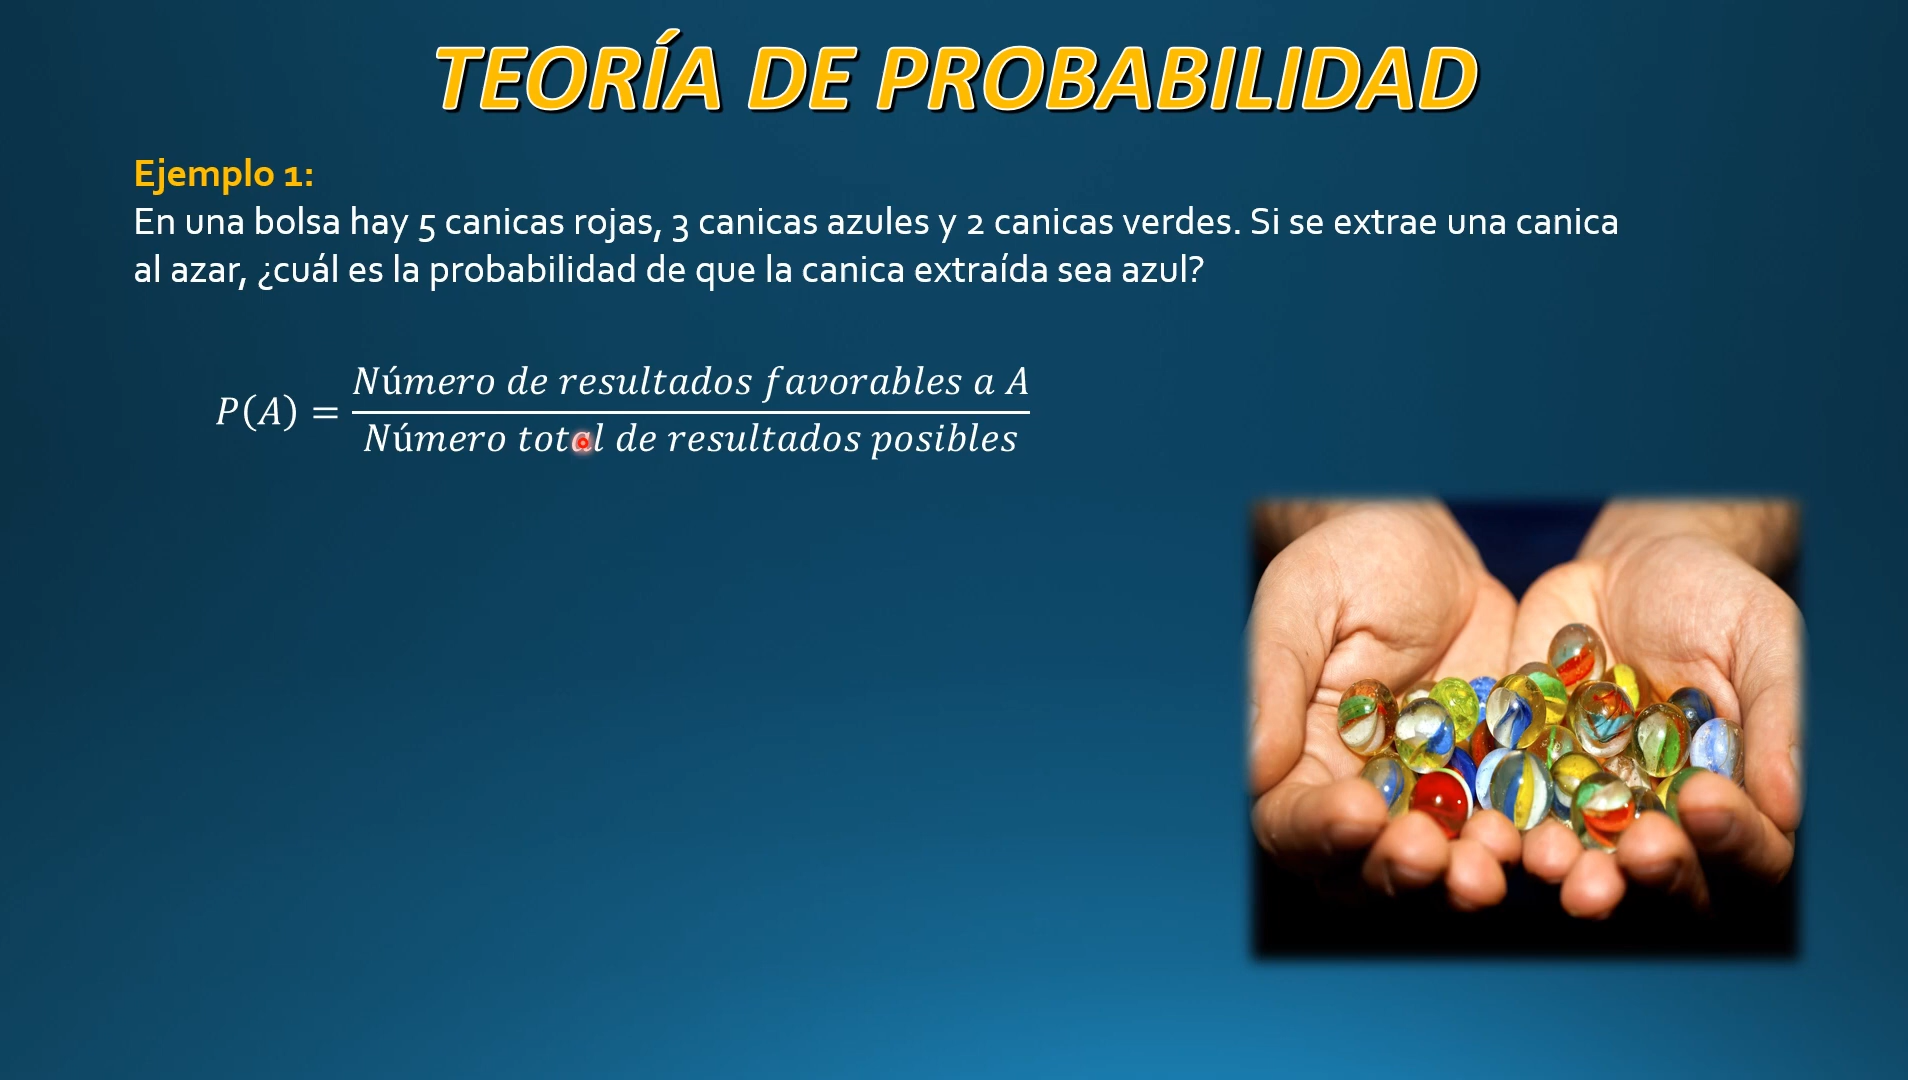 TEORÍA DE PROBABILIDAD
Ejemplo 1:
En una bolsa hay 5 canicas rojas, 3 canicas azules y 2 canicas verdes. Si se extrae una canica
al azar, ¿cuál es la probabilidad de que la canica extraída sea azul?
P(A) = Número de resultados favorables a A
Número total de resultados posibles